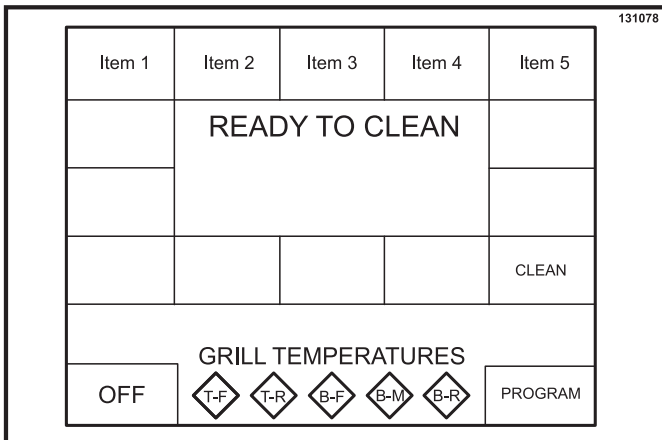 131078
Item 1 Item 2 Item 3 Item 4 Item 5
READY TO CLEAN
CLEAN
GRILL TEMPERATURES
OFF T-F T-R B-F B-M B-R PROGRAM